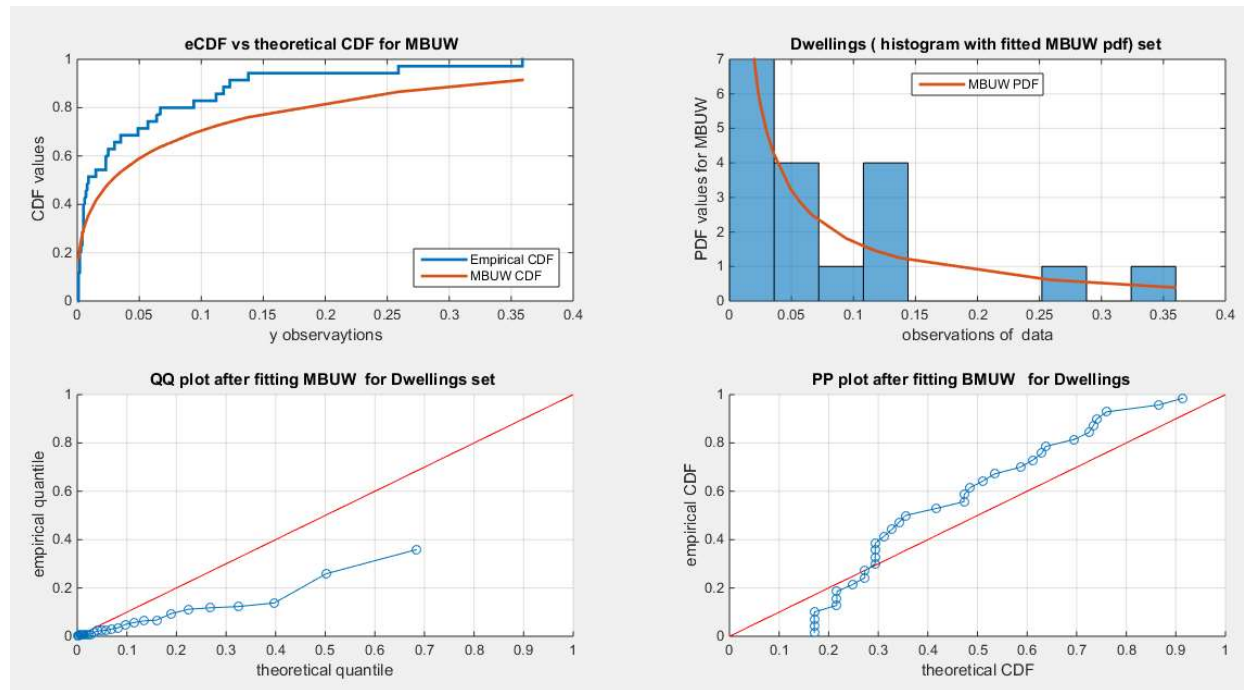 eCDF vs theoretical CDF for MBUW
CDF values
1
0.8
0.6
0.4
0.2
0
0 0.05 0.1 0.15 0.2 0.25 0.3 0.35 0.4
y observaytions
Empirical CDF
MBUW CDF
Dwellings ( histogram with fitted MBUW pdf) set
PDF values for MBUW
7
6
5
4
3
2
1
0
0 0.05 0.1 0.15 0.2 0.25 0.3 0.35 0.4
observations of data
MBUW PDF
QQ plot after fitting MBUW for Dwellings set
empirical quantile
1
0.8
0.6
0.4
0.2
0
0 0.1 0.2 0.3 0.4 0.5 0.6 0.7 0.8 0.9 1
theoretical quantile
PP plot after fitting BMUW for Dwellings
empirical CDF
1
0.8
0.6
0.4
0.2
0
0 0.1 0.2 0.3 0.4 0.5 0.6 0.7 0.8 0.9 1
theoretical CDF